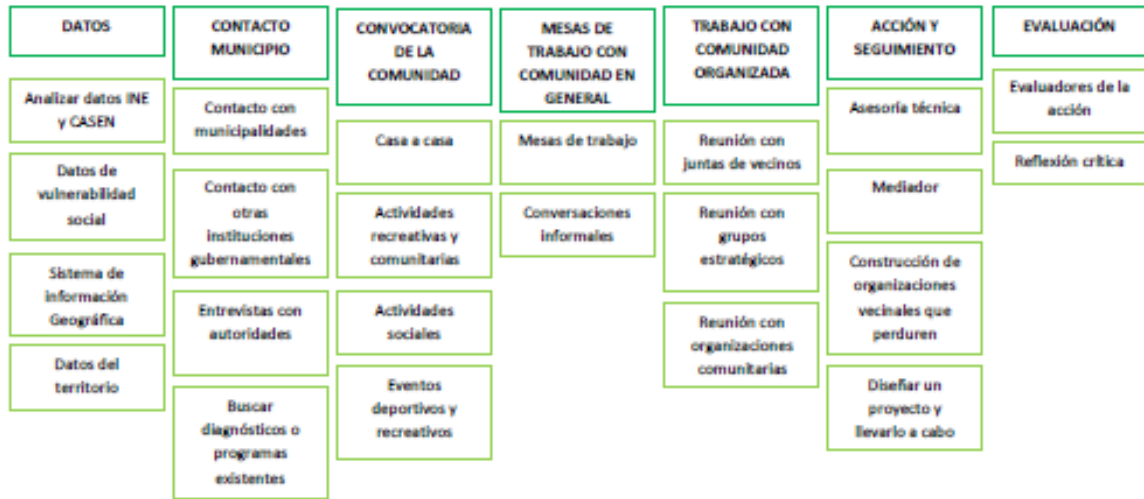 DATOS
Analizar datos INE
y CASEN
Datos de
vulnerabilidad
social
Sistema de
información
Geográfica
Datos del
territorio
CONTACTO
MUNICIPIO
Contacto con
municipalidades
Contacto con
otras
instituciones
gubernamentales
Entrevistas con
autoridades
Buscar
diagnósticos o
programas
existentes
CONVOCATORIA
DE LA
COMUNIDAD
Casa a casa
Actividades
recreativas y
comunitarias
Actividades
sociales
Eventos
deportivos y
recreativos
MESAS DE
TRABAJO CON
COMUNIDAD EN
GENERAL
Mesas de trabajo
Conversaciones
informales
TRABAJO CON
COMUNIDAD
ORGANIZADA
Reunión con
juntas de vecinos
Reunión con
grupos
estratégicos
Reunión con
organizaciones
comunitarias
ACCIÓN Y
SEGUIMIENTO
Asesoría técnica
Mediador
Construcción de
organizaciones
vecinales que
perduren
Diseñar un
proyecto y
llevarlo a cabo
EVALUACIÓN
Evaluadores de la
acción
Reflexión crítica